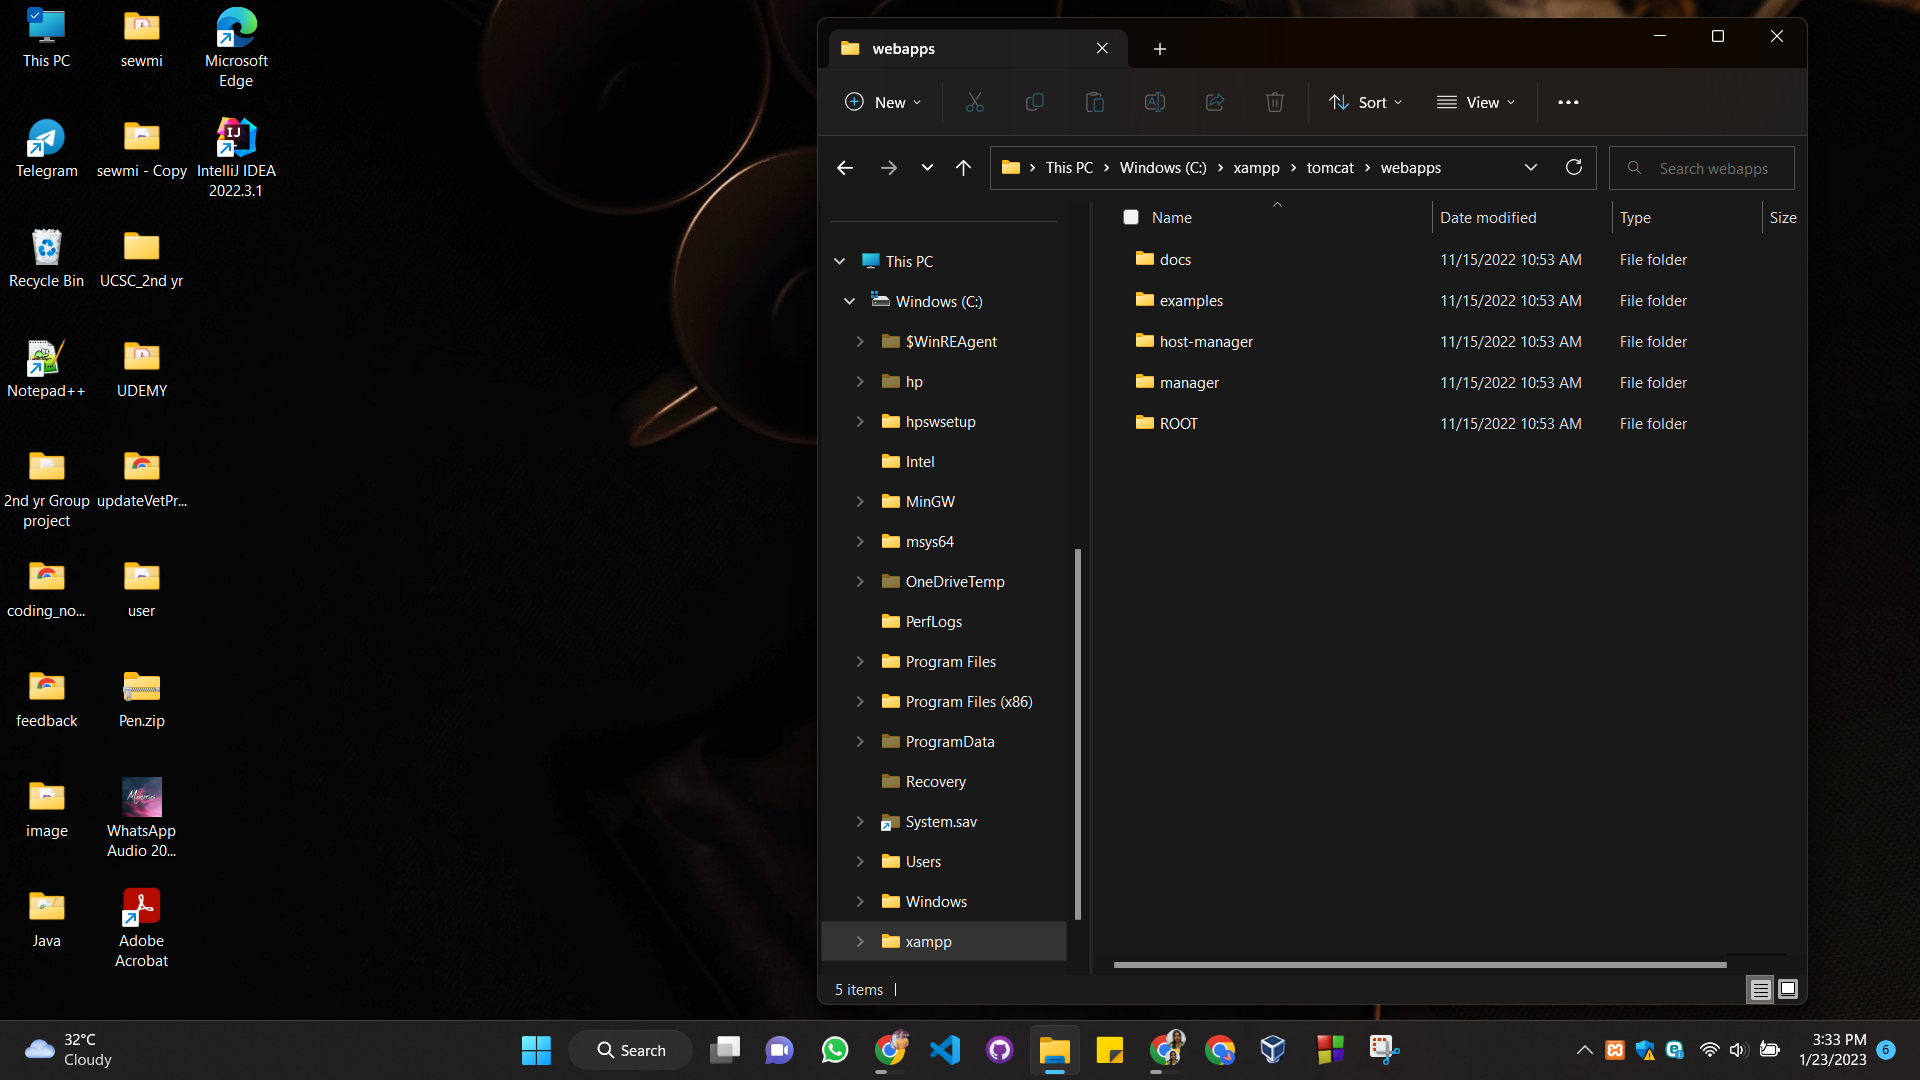 This PC
sewmi
Microsoft
Edge
Telegram
sewmi - Copy
IntelliJ IDEA
2022.3.1
Recycle Bin
UCSC_2nd yr
Notepad++
UDEMY
2nd yr Group
project
updateVetPr...
coding_no...
user
feedback
Pen.zip
image
WhatsApp
Audio 20...
Java
Adobe
Acrobat
webapps
New
Sort
View
This PC
Windows (C:)
xampp
tomcat
webapps
Search webapps
Name
Date modified
Type
Size
This PC
Windows (C:)
$WinREAgent
hp
hpswsetup
Intel
MinGW
msys64
OneDriveTemp
PerfLogs
Program Files
Program Files (x86)
ProgramData
Recovery
System.sav
Users
Windows
xampp
docs 11/15/2022 10:53 AM File folder
examples 11/15/2022 10:53 AM File folder
host-manager 11/15/2022 10:53 AM File folder
manager 11/15/2022 10:53 AM File folder
ROOT 11/15/2022 10:53 AM File folder
5 items
32°C
Cloudy
Search
3:33 PM
1/23/2023
6